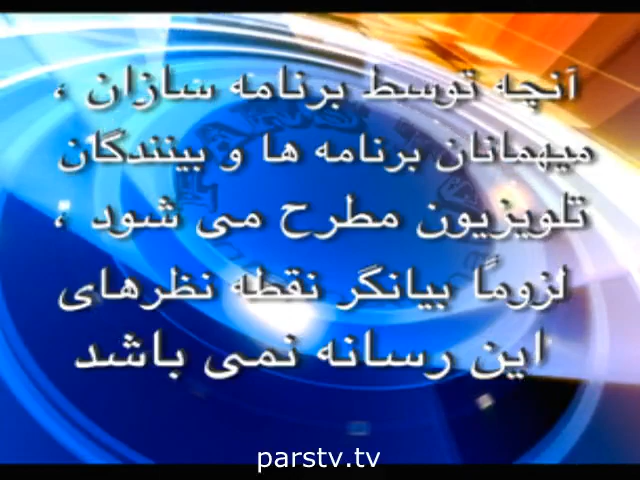 آنچه توسط برنامه سازان ،
میهمانان برنامه ها و بینندگان
تلویزیون مطرح می شود ،
لزوماً بیانگر نقطه نظرهای
این رسانه نمی باشد
parstv.tv